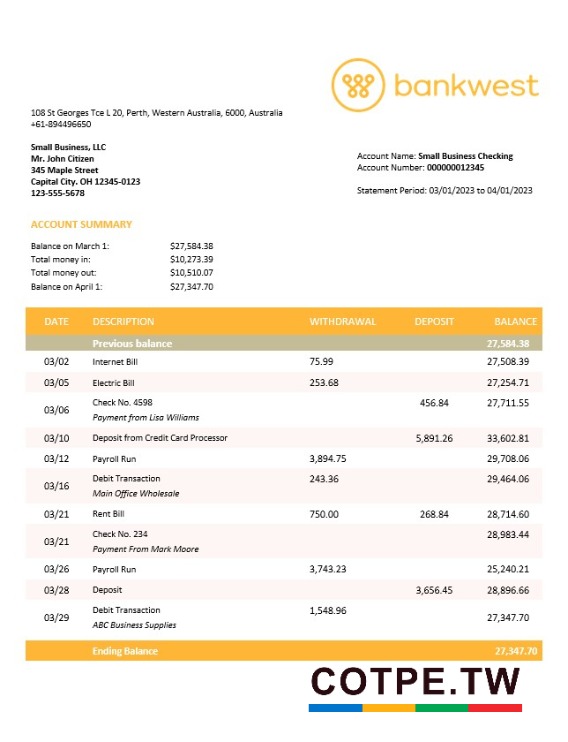 bankwest
108 St Georges Tce L 20, Perth, Western Australia, 6000, Australia
+61-894496650
Small Business, LLC
Mr. John Citizen
345 Maple Street
Capital City. OH 12345-0123
123-555-5678
Account Name: Small Business Checking
Account Number: 000000012345
Statement Period: 03/01/2023 to 04/01/2023
ACCOUNT SUMMARY
Balance on March 1: $27,584.38
Total money in: $10,273.39
Total money out: $10,510.07
Balance on April 1: $27,347.70
DATE DESCRIPTION WITHDRAWAL DEPOSIT BALANCE
Previous balance 27,584.38
03/02 Internet Bill 75.99 27,508.39
03/05 Electric Bill 253.68 27,254.71
03/06 Check No. 4598 456.84 27,711.55
Payment from Lisa Williams
03/10 Deposit from Credit Card Processor 5,891.26 33,602.81
03/12 Payroll Run 3,894.75 29,708.06
03/16 Debit Transaction 243.36 29,464.06
Main Office Wholesale
03/21 Rent Bill 750.00 268.84 28,714.60
03/21 Check No. 234 28,983.44
Payment From Mark Moore
03/26 Payroll Run 3,743.23 25,240.21
03/28 Deposit 3,656.45 28,896.66
03/29 Debit Transaction 1,548.96 27,347.70
ABC Business Supplies
Ending Balance 27,347.70
COTPE.TW